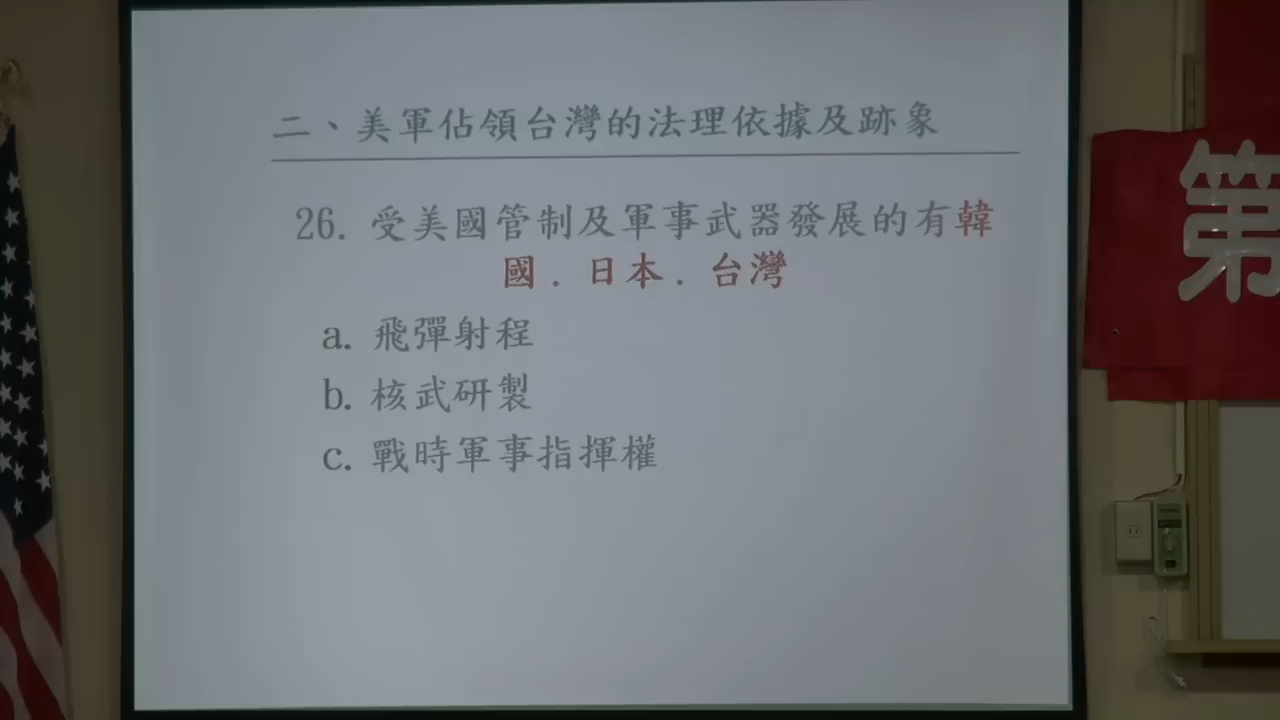 二、美軍佔領台灣的法理依據及跡象
26. 受美國管制及軍事武器發展的有韓
國．日本．台灣
a. 飛彈射程
b. 核武研製
c. 戰時軍事指揮權
第